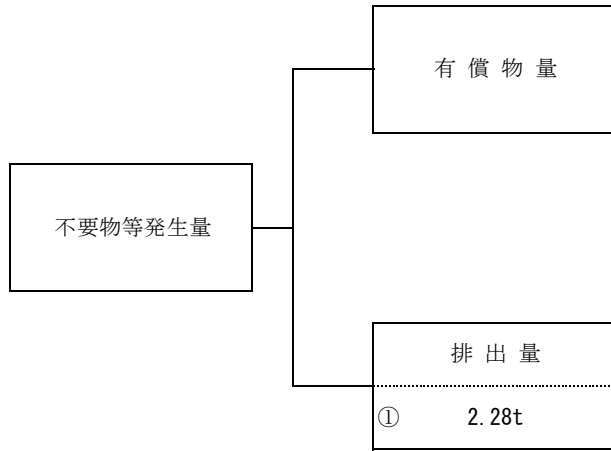 有 償 物 量
不要物等発生量
排 出 量
① 2.28t